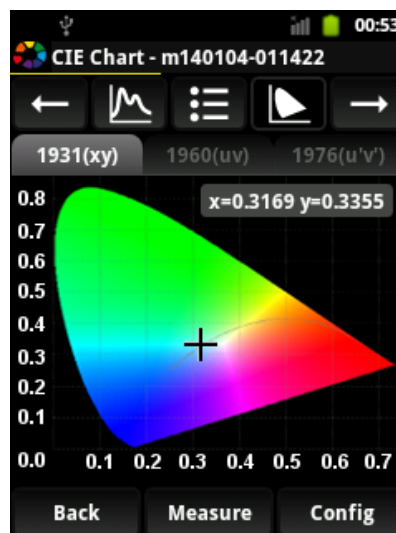 00:53
CIE Chart - m140104-011422
1931(xy) 1960(uv) 1976(u'v')
x=0.3169 y=0.3355
0.8
0.7
0.6
0.5
0.4
0.3
0.2
0.1
0.0 0.1 0.2 0.3 0.4 0.5 0.6 0.7
Back Measure Config